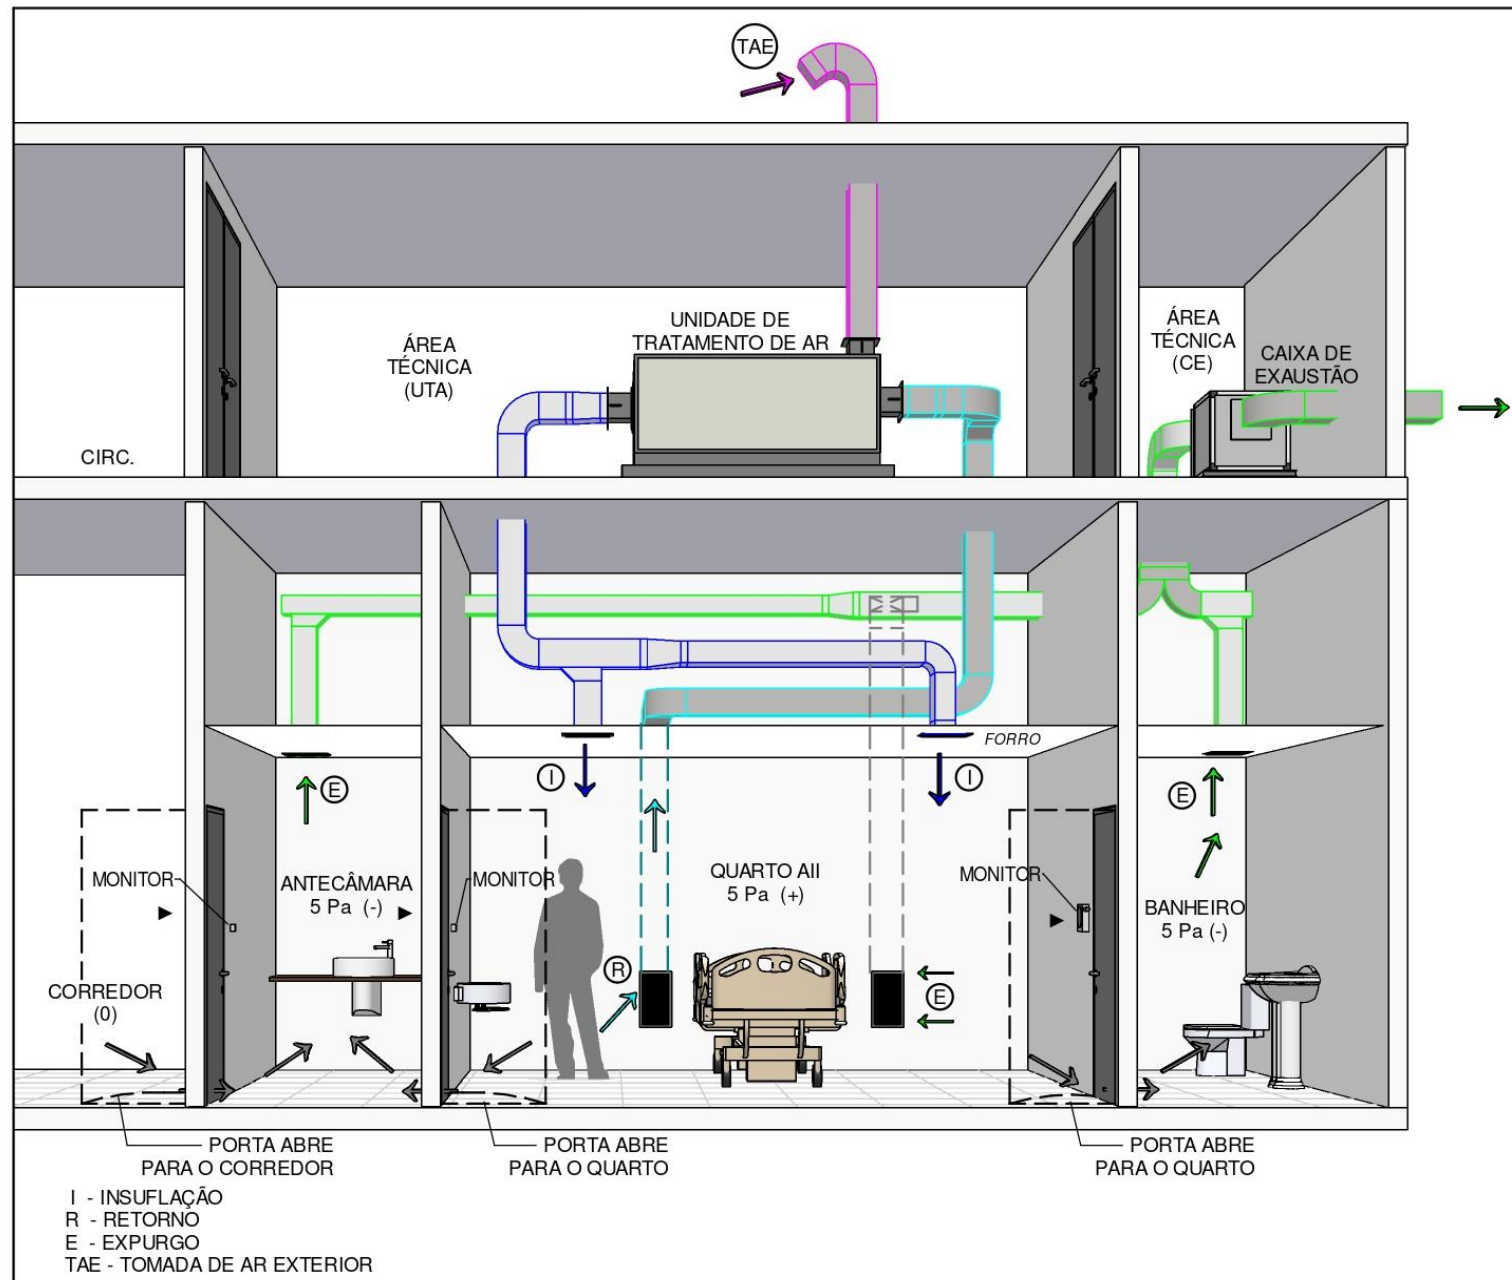 TAE
UNIDADE DE
TRATAMENTO DE AR
ÁREA
TÉCNICA
(UTA)
ÁREA
TÉCNICA
(CE)
CAIXA DE
EXAUSTÃO
CIRC.
FORRO
E
I
I
E
MONITOR
ANTECÂMARA
5 Pa (-)
MONITOR
QUARTO AII
5 Pa (+)
MONITOR
BANHEIRO
5 Pa (-)
R
E
CORREDOR
(0)
PORTA ABRE
PARA O CORREDOR
PORTA ABRE
PARA O QUARTO
PORTA ABRE
PARA O QUARTO
I - INSUFLAÇÃO
R - RETORNO
E - EXPURGO
TAE - TOMADA DE AR EXTERIOR